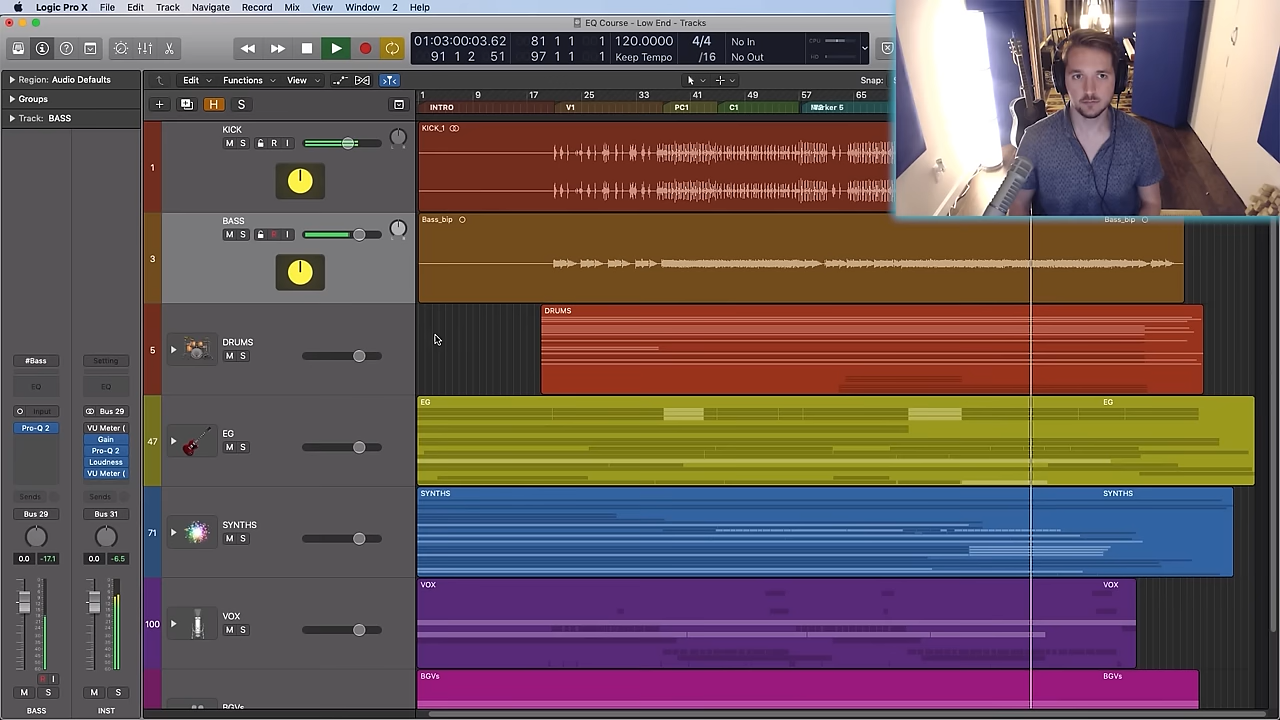 Logic Pro X File Edit Track Navigate Record Mix View Window 2 Help
EQ Course - Low End - Tracks
01:03:00:03.62 81 1 1 1 120.0000 4/4 No In CPU
91 1 2 51 97 1 1 1 Keep Tempo /16 No Out HD
Region: Audio Defaults Edit Functions View Snap:
Groups H S 1 9 17 25 33 41 49 57 65
INTRO V1 PC1 C1 Marker 5
Track: BASS
KICK KICK_1
M S R I
1
BASS Bass_bip Bass_bip
M S R I
3
DRUMS
DRUMS
M S
5
EG EG
EG
M S
47
SYNTHS SYNTHS
SYNTHS
M S
71
VOX VOX
VOX
M S
100
BGVs BGVs
BGVs
#Bass Setting
EQ EQ
Input Bus 29
Pro-Q 2 VU Meter (
Gain
Pro-Q 2
Loudness
VU Meter (
Sends Sends
Bus 29 Bus 31
0.0 -17.1 0.0 -6.5
R I
M S M S
BASS INST